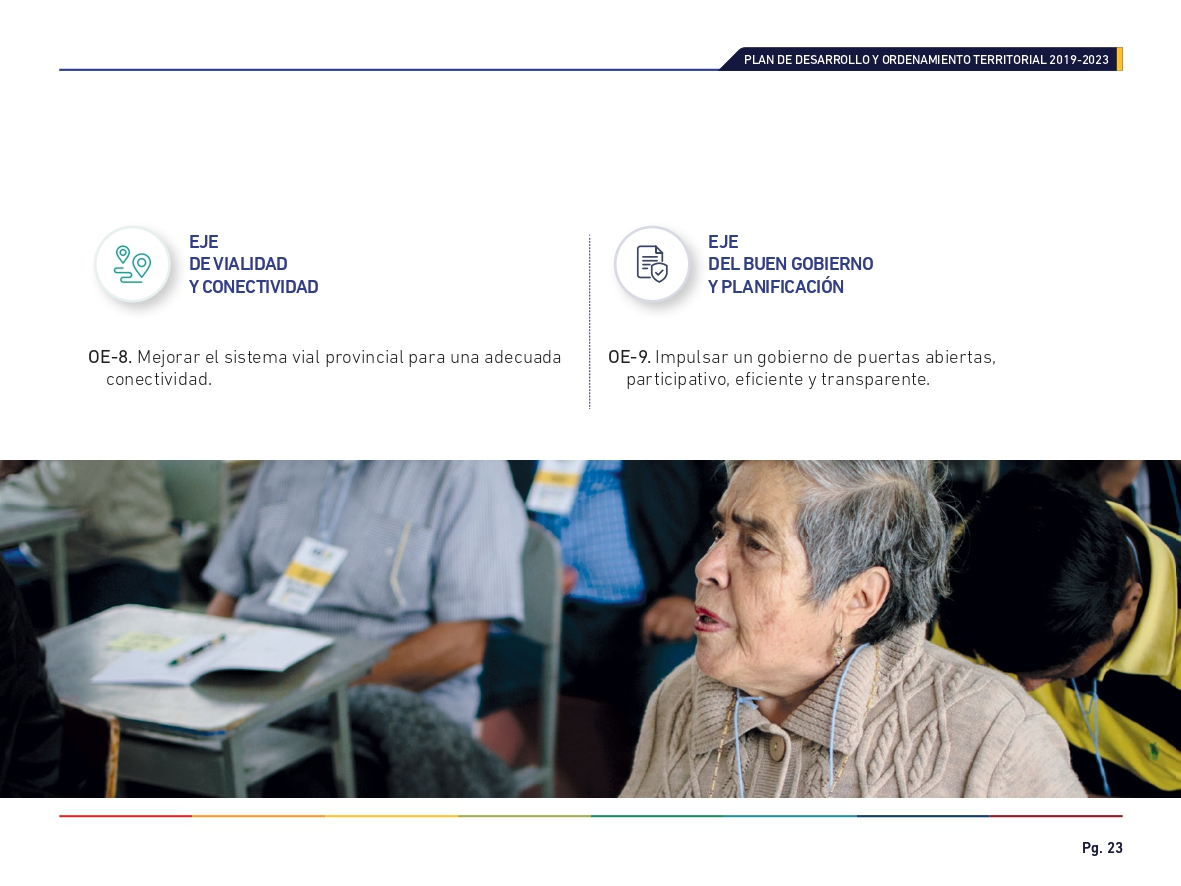 PLAN DE DESARROLLO Y ORDENAMIENTO TERRITORIAL 2019-2023
EJE
DE VIALIDAD
Y CONECTIVIDAD
OE-8. Mejorar el sistema vial provincial para una adecuada
conectividad.
EJE
DEL BUEN GOBIERNO
Y PLANIFICACIÓN
OE-9. Impulsar un gobierno de puertas abiertas,
participativo, eficiente y transparente.
Pg. 23